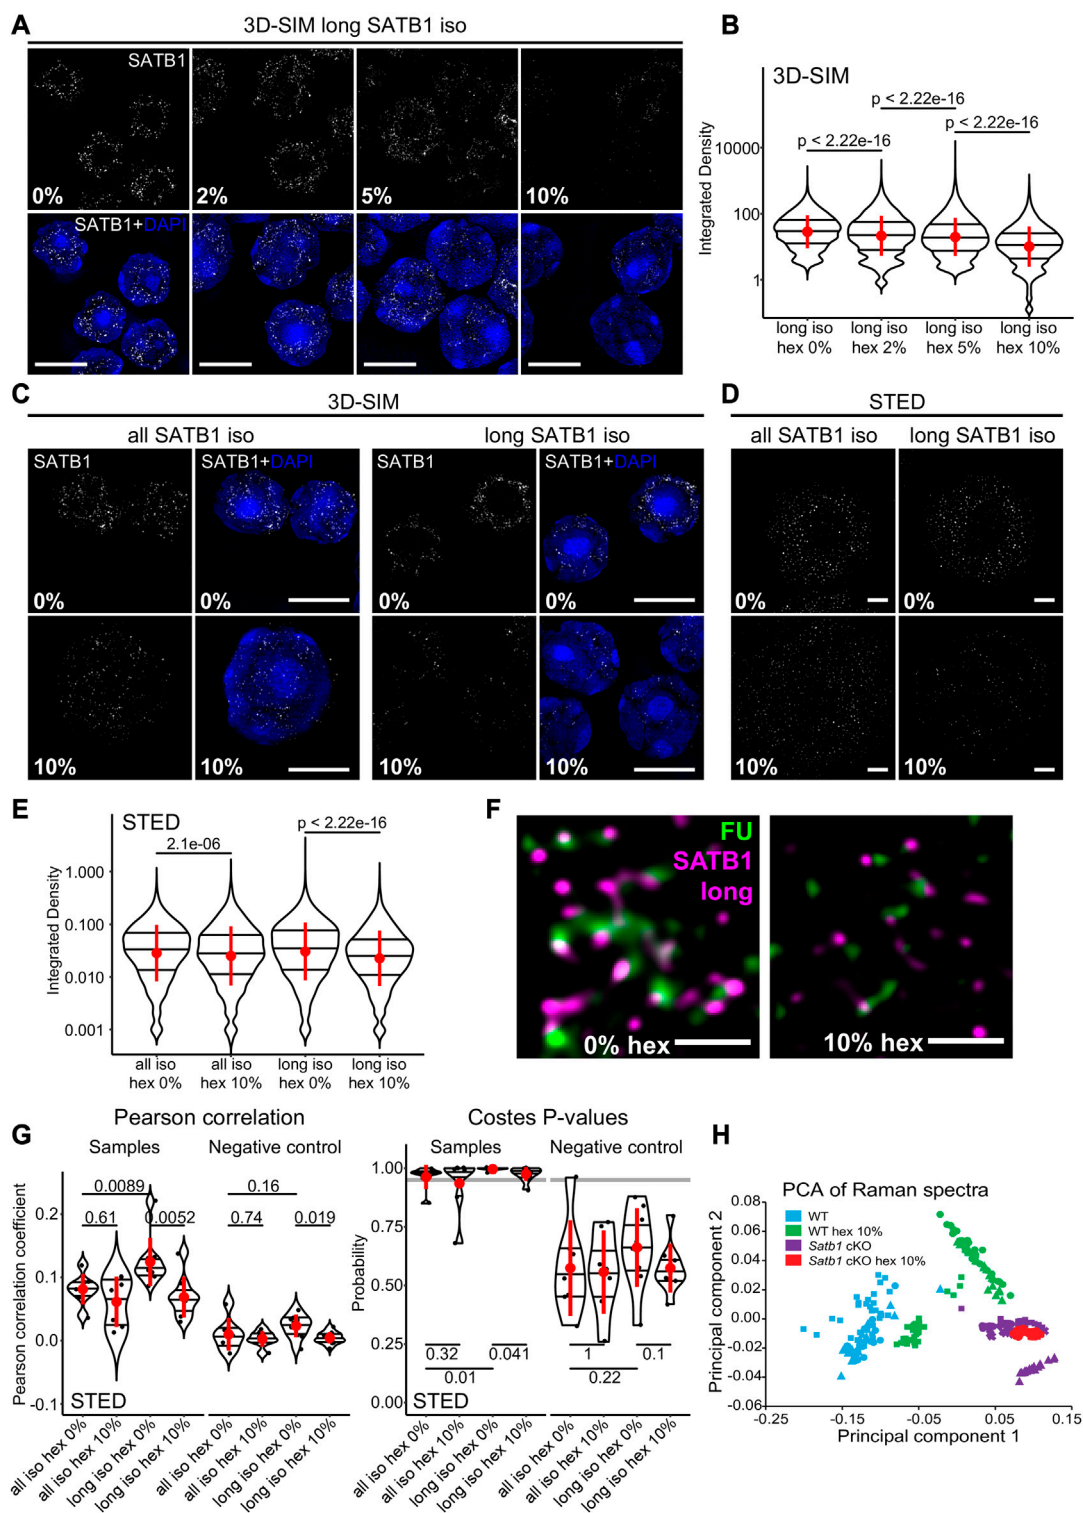 A
3D-SIM long SATB1 iso
SATB1
0%
2%
5%
10%
SATB1+DAPI
B
3D-SIM
p < 2.22e-16
p < 2.22e-16
p < 2.22e-16
Integrated Density
10000
100
1
long iso hex 0%
long iso hex 2%
long iso hex 5%
long iso hex 10%
C
3D-SIM
all SATB1 iso
long SATB1 iso
SATB1
SATB1+DAPI
SATB1
SATB1+DAPI
0%
0%
0%
0%
10%
10%
10%
10%
D
STED
all SATB1 iso
long SATB1 iso
0%
0%
10%
10%
E
STED
p < 2.22e-16
2.1e-06
Integrated Density
1.000
0.100
0.010
0.001
all iso hex 0%
all iso hex 10%
long iso hex 0%
long iso hex 10%
F
FU
SATB1
long
0% hex
10% hex
G
Pearson correlation
Samples
Negative control
Pearson correlation coefficient
0.2
0.1
0.0
-0.1
0.0089
0.61
0.0052
0.16
0.74
0.019
STED
all iso hex 0%
all iso hex 10%
long iso hex 0%
long iso hex 10%
all iso hex 0%
all iso hex 10%
long iso hex 0%
long iso hex 10%
Costes P-values
Samples
Negative control
Probability
1.00
0.75
0.50
0.25
0.00
0.32
0.041
0.01
1
0.1
0.22
STED
all iso hex 0%
all iso hex 10%
long iso hex 0%
long iso hex 10%
all iso hex 0%
all iso hex 10%
long iso hex 0%
long iso hex 10%
H
PCA of Raman spectra
WT
WT hex 10%
Satb1 cKO
Satb1 cKO hex 10%
Principal component 2
0.08
0.06
0.04
0.02
0.00
-0.02
-0.04
-0.06
-0.25
-0.15
-0.05
0.05
0.15
Principal component 1